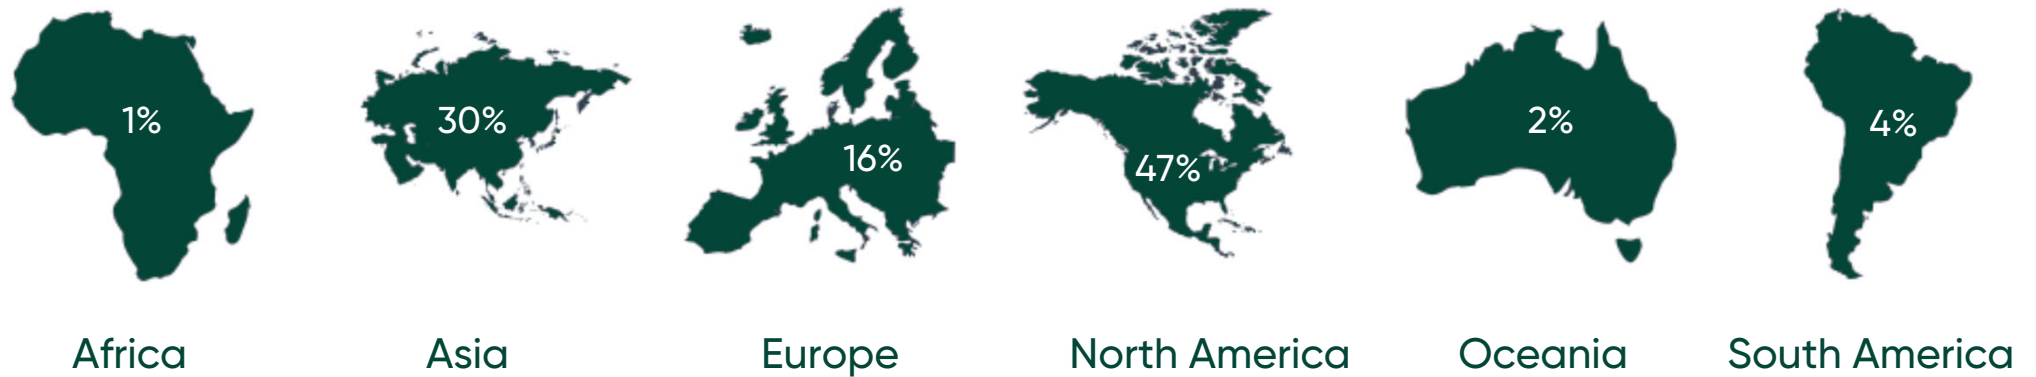 1%
30%
16%
47%
2%
4%
Africa
Asia
Europe
North America
Oceania
South America